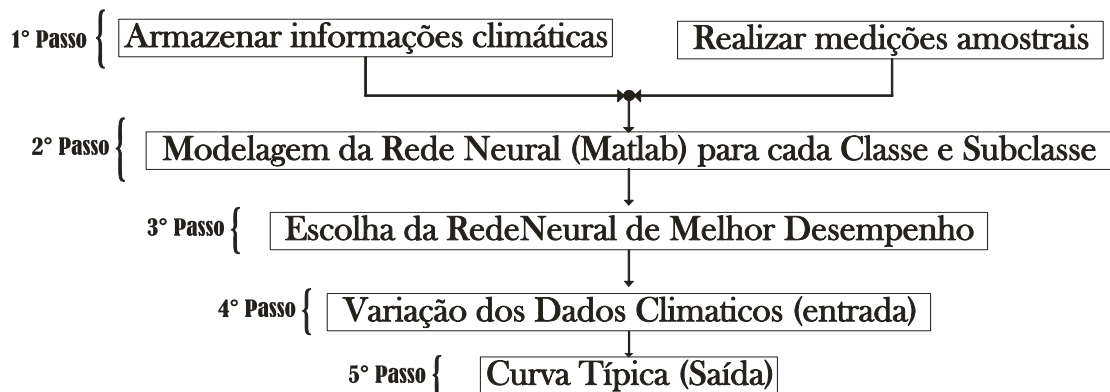 1° Passo { Armazenar informações climáticas
Realizar medições amostrais
2° Passo { Modelagem da Rede Neural (Matlab) para cada Classe e Subclasse
3° Passo { Escolha da RedeNeural de Melhor Desempenho
4° Passo { Variação dos Dados Climaticos (entrada)
5° Passo { Curva Típica (Saída)